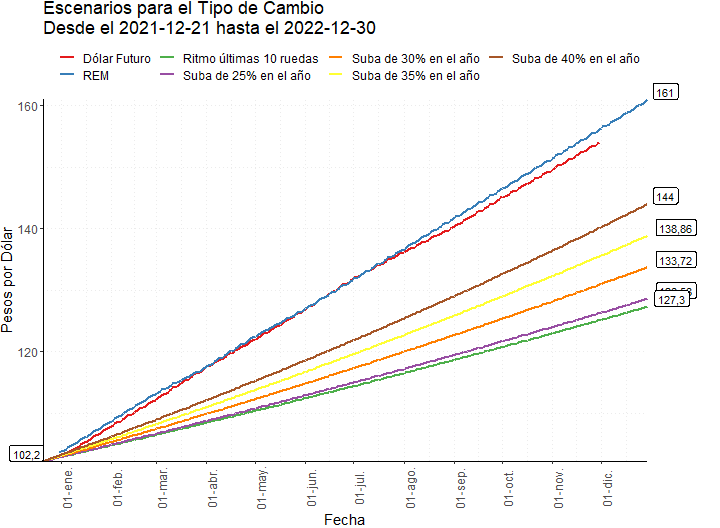 Escenarios para el Tipo de Cambio
Desde el 2021-12-21 hasta el 2022-12-30
Dólar Futuro
Ritmo últimas 10 ruedas
Suba de 30% en el año
Suba de 40% en el año
REM
Suba de 25% en el año
Suba de 35% en el año
Pesos por Dólar
160
140
120
161
144
138,86
133,72
127,3
102,2
01-ene.
01-feb.
01-mar.
01-abr.
01-may.
01-jun.
01-jul.
01-ago.
01-sep.
01-oct.
01-nov.
01-dic.
Fecha